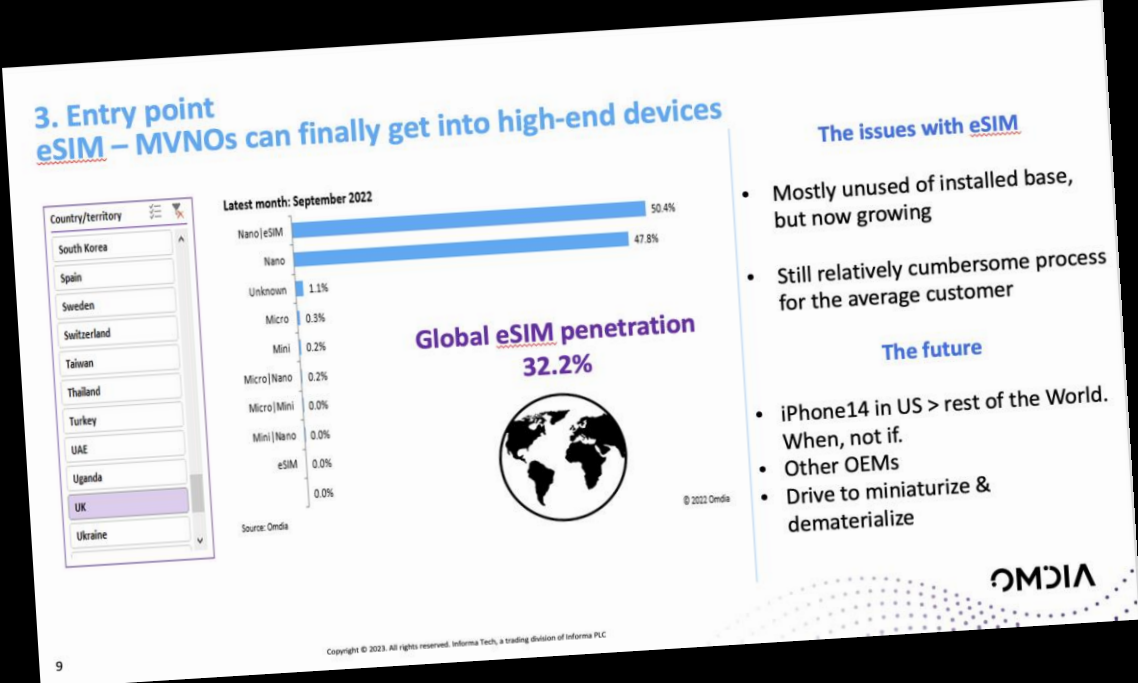 3. Entry point
eSIM – MVNOs can finally get into high-end devices
Country/territory
South Korea
Spain
Sweden
Switzerland
Taiwan
Thailand
Turkey
UAE
Uganda
UK
Ukraine
Latest month: September 2022
Nano|eSIM 50.4%
Nano 47.8%
Unknown 1.1%
Micro 0.3%
Mini 0.2%
Micro|Nano 0.2%
Micro|Mini 0.0%
Mini|Nano 0.0%
eSIM 0.0%
0.0%
Source: Omdia
Global eSIM penetration
32.2%
© 2022 Omdia
The issues with eSIM
• Mostly unused of installed base,
but now growing
• Still relatively cumbersome process
for the average customer
The future
• iPhone14 in US > rest of the World.
When, not if.
• Other OEMs
• Drive to miniaturize &
dematerialize
OMDIA
Copyright © 2023. All rights reserved. Informa Tech, a trading division of Informa PLC
9